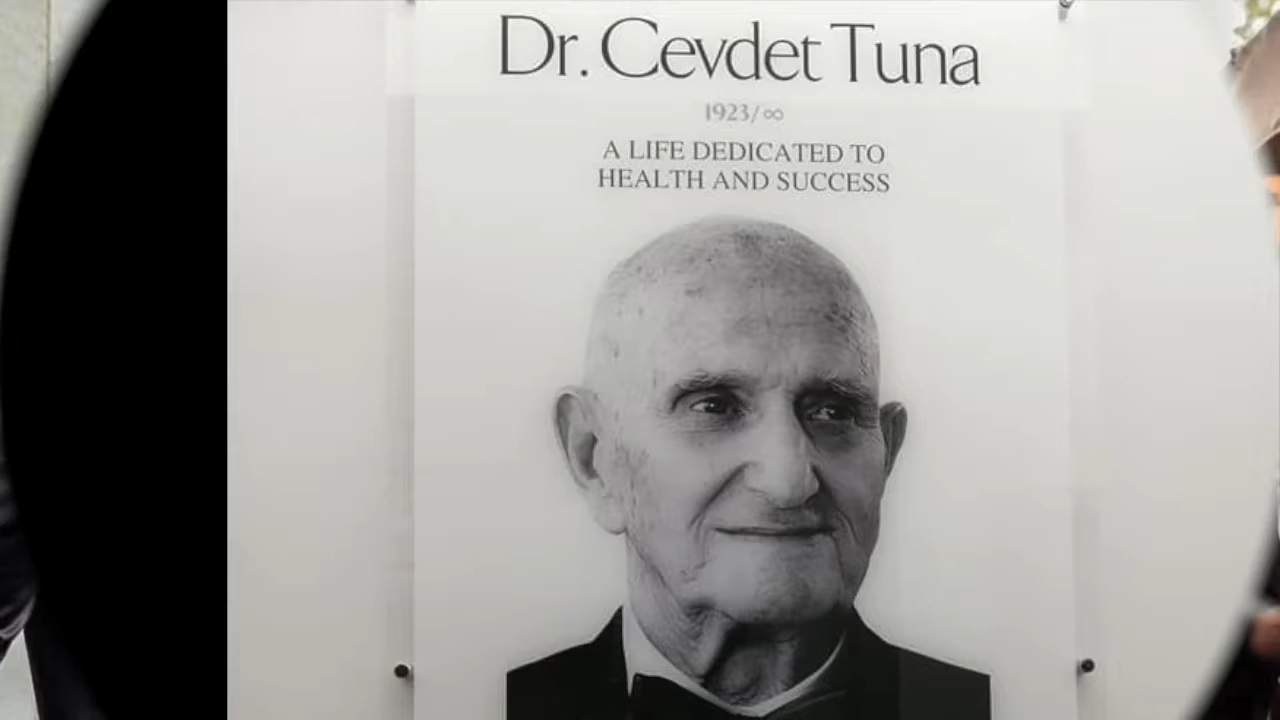 Dr. Cevdet Tuna
1923/∞
A LIFE DEDICATED TO
HEALTH AND SUCCESS